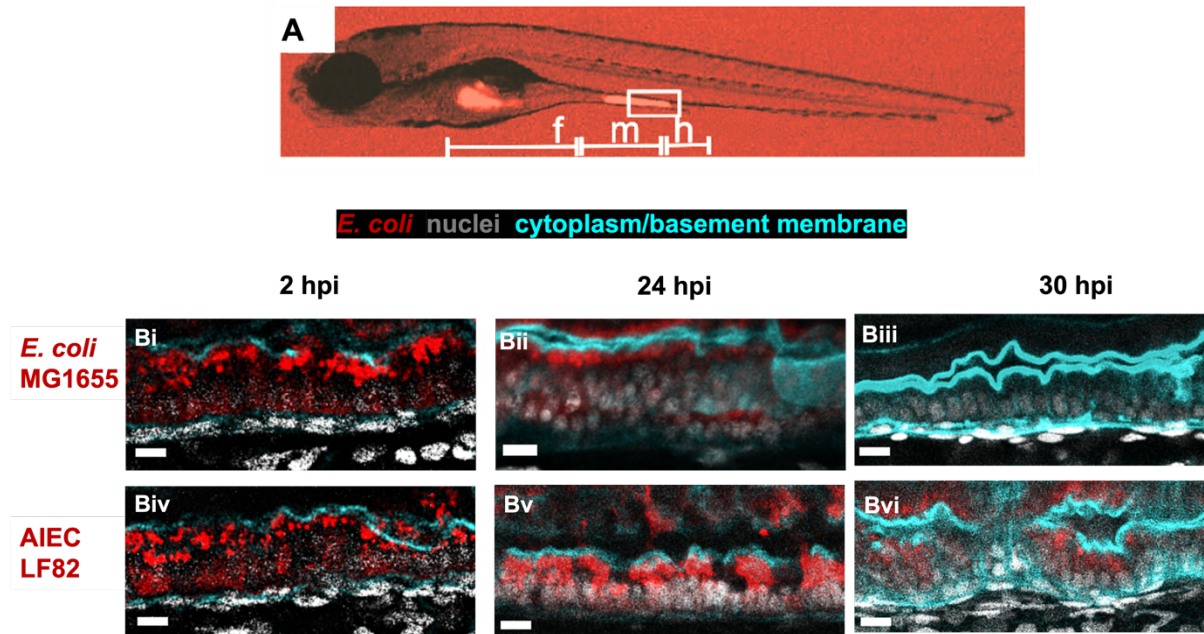 A
f m h
E. coli nuclei cytoplasm/basement membrane
2 hpi 24 hpi 30 hpi
E. coli
MG1655
Bi Bii Biii
AIEC
LF82
Biv Bv Bvi